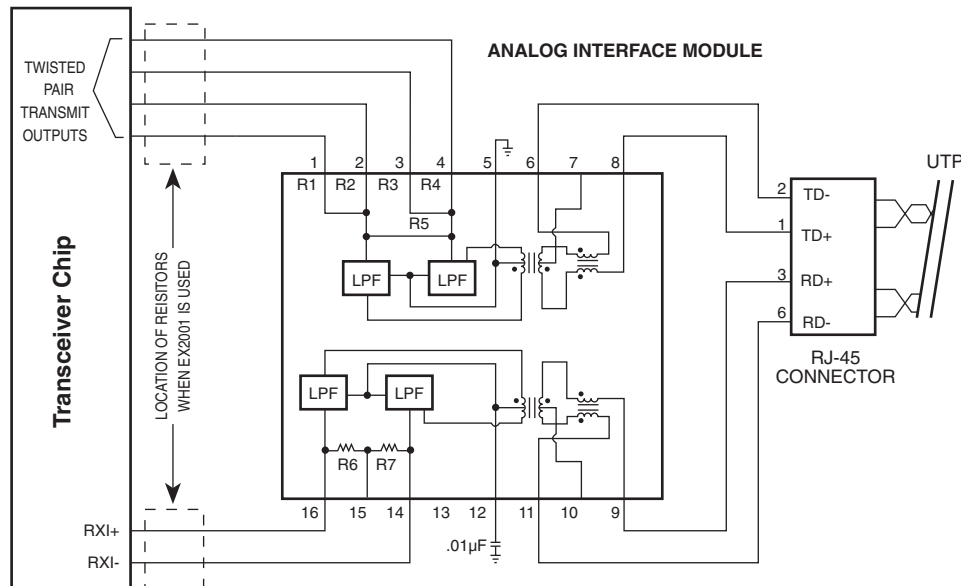 ANALOG INTERFACE MODULE
TWISTED
PAIR
TRANSMIT
OUTPUTS
1 2 3 4 5 6 7 8
R1 R2 R3 R4
R5
LPF LPF
LOCATION OF REISITORS
WHEN EX2001 IS USED
Transceiver Chip
UTP
2 TD-
1 TD+
3 RD+
6 RD-
RJ-45
CONNECTOR
LPF LPF
R6 R7
16 15 14 13 12 11 10 9
.01µF
RXI+
RXI-